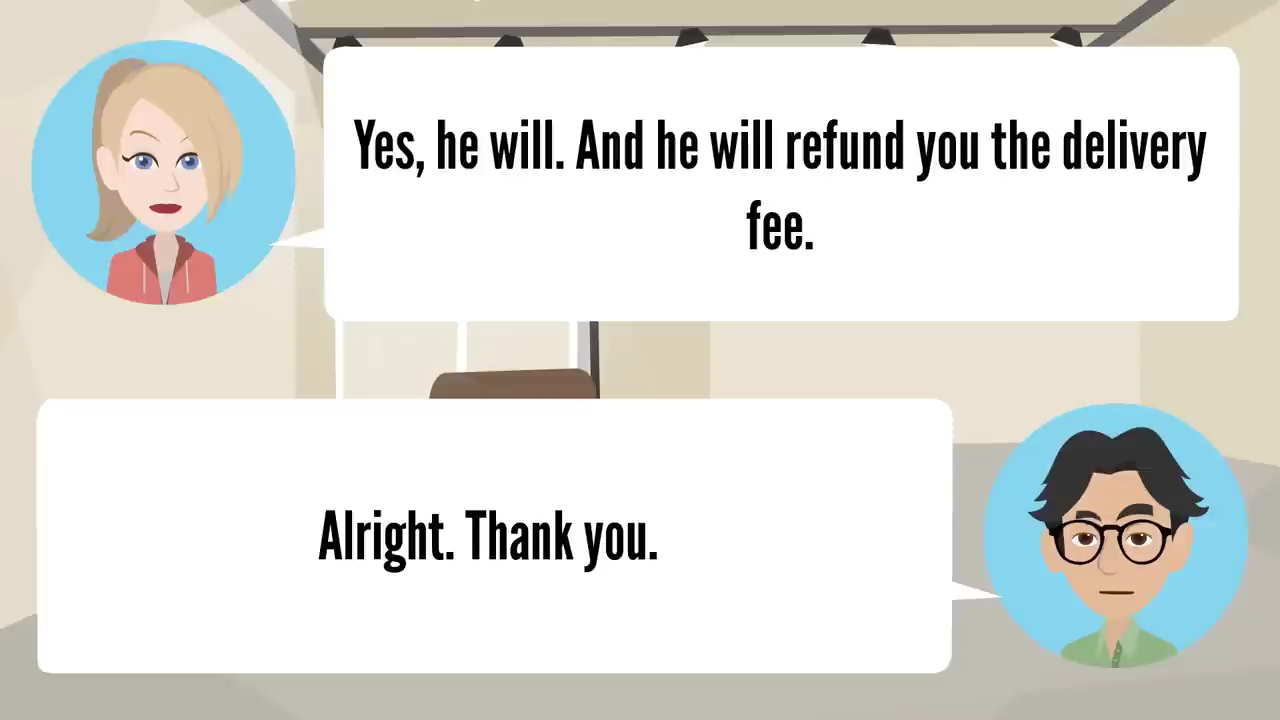 Yes, he will. And he will refund you the delivery
fee.
Alright. Thank you.